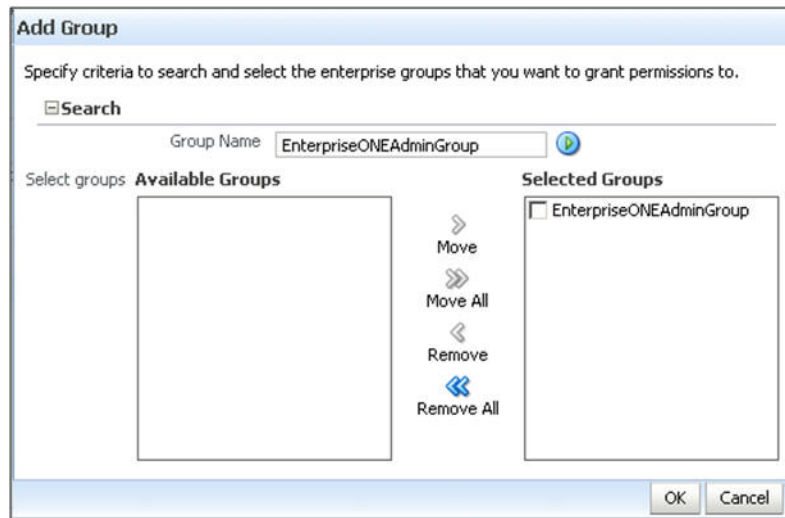 Add Group
Specify criteria to search and select the enterprise groups that you want to grant permissions to.
Search
Group Name EnterpriseONEAdminGroup
Select groups Available Groups Selected Groups
EnterpriseONEAdminGroup
Move
Move All
Remove
Remove All
OK Cancel